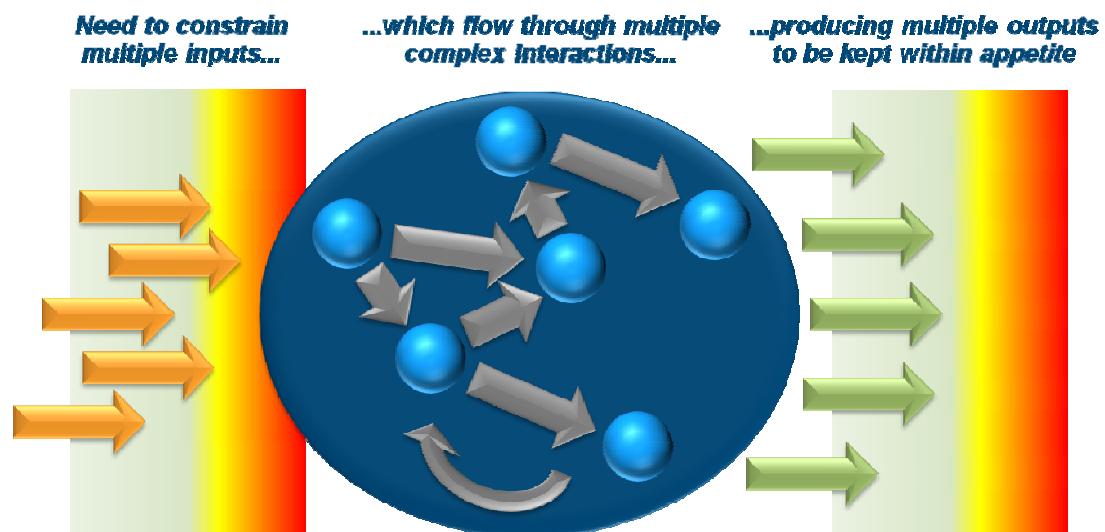 Need to constrain
multiple inputs...
...which flow through multiple
complex interactions...
...producing multiple outputs
to be kept within appetite